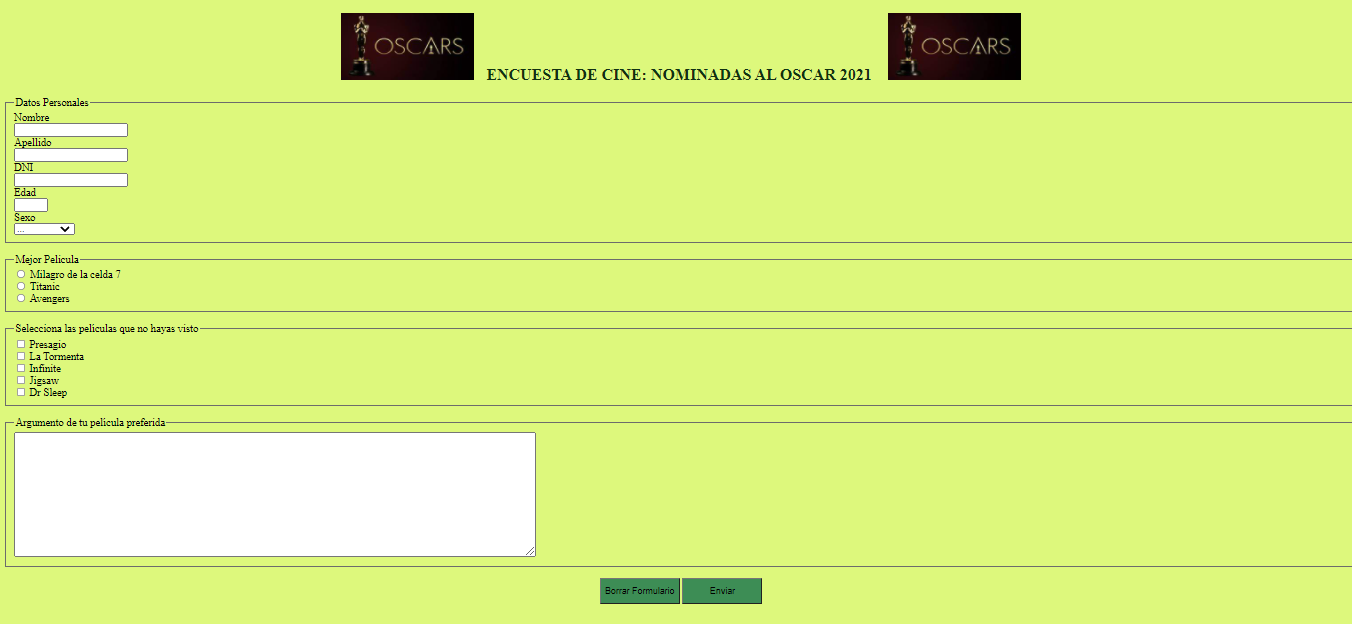 OSCARS
OSCARS
ENCUESTA DE CINE: NOMINADAS AL OSCAR 2021
Datos Personales
Nombre
Apellido
DNI
Edad
Sexo
...
Mejor Pelicula
Milagro de la celda 7
Titanic
Avengers
Selecciona las peliculas que no hayas visto
Presagio
La Tormenta
Infinite
Jigsaw
Dr Sleep
Argumento de tu película preferida
Borrar Formulario
Enviar